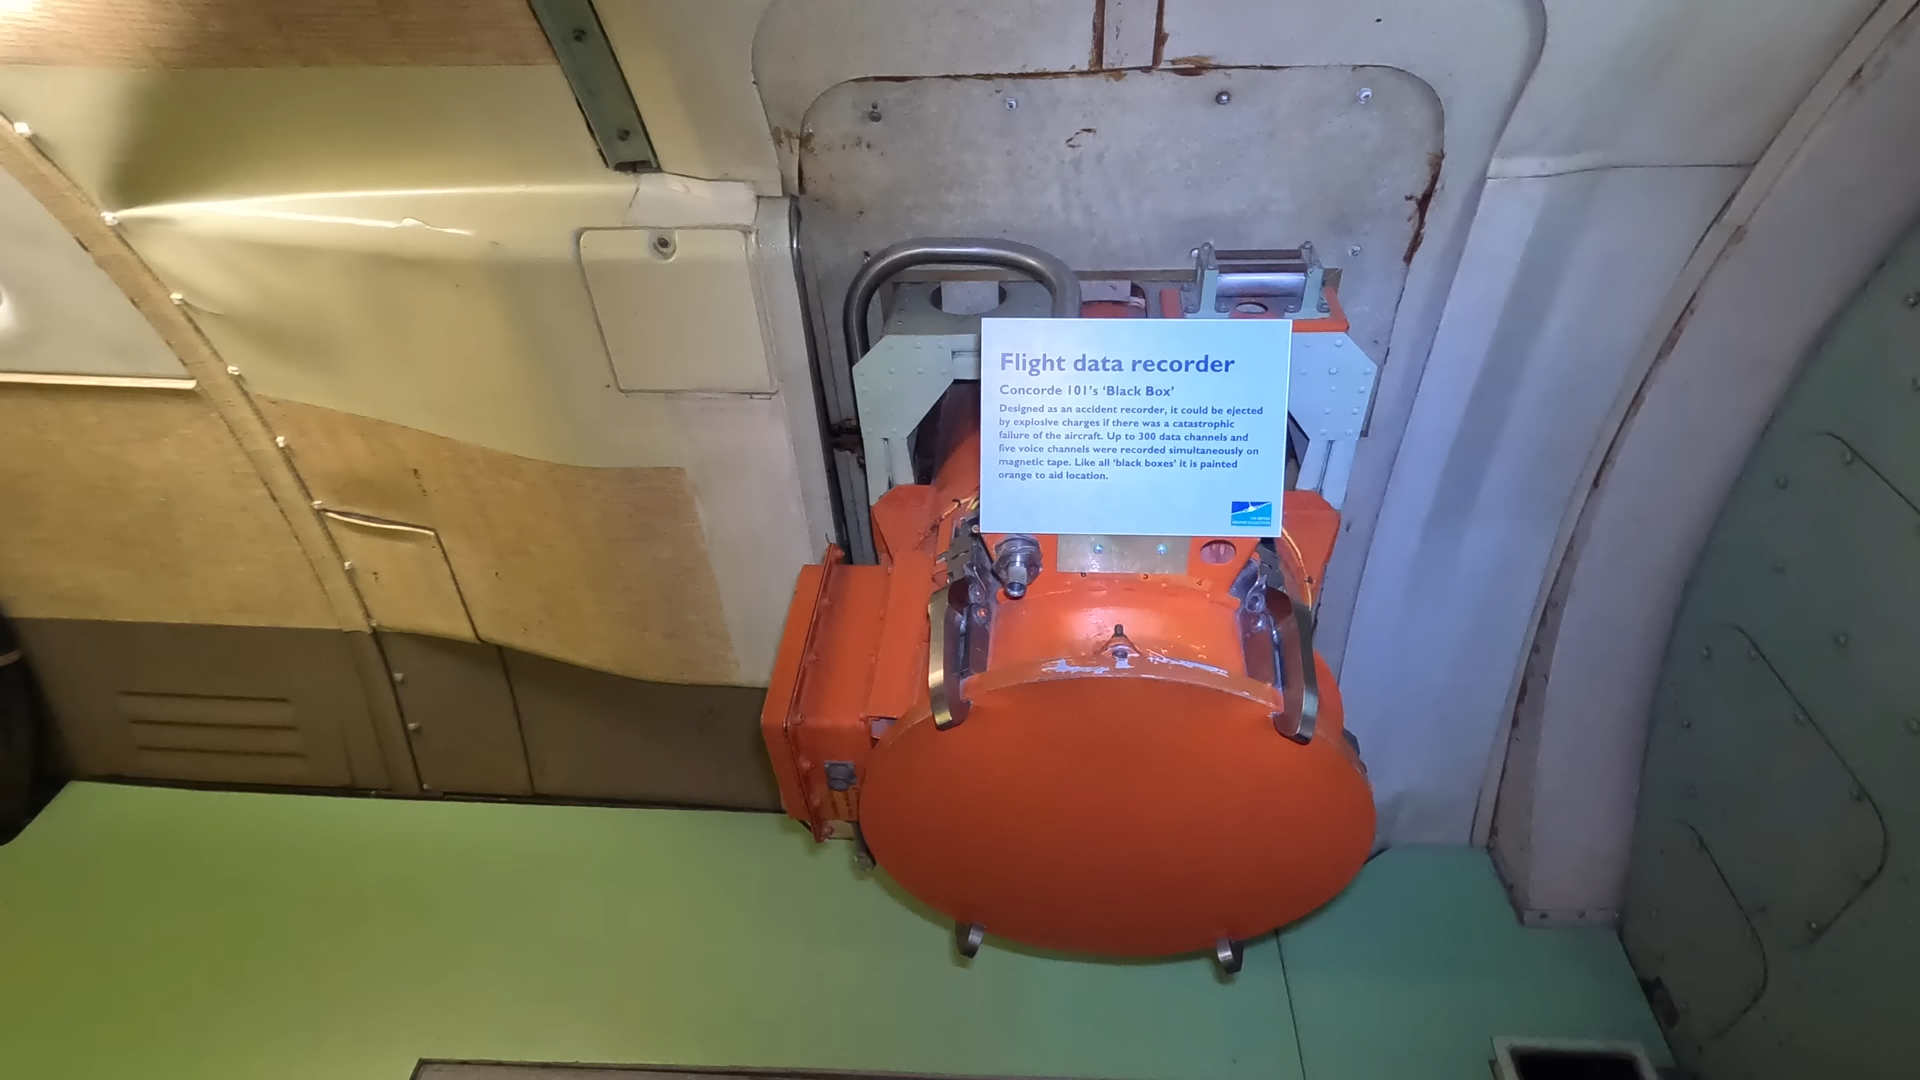 Flight data recorder
Concorde 101's 'Black Box'
Designed as an accident recorder, it could be ejected
by explosive charges if there was a catastrophic
failure of the aircraft. Up to 300 data channels and
five voice channels were recorded simultaneously on
magnetic tape. Like all 'black boxes' it is painted
orange to aid location.